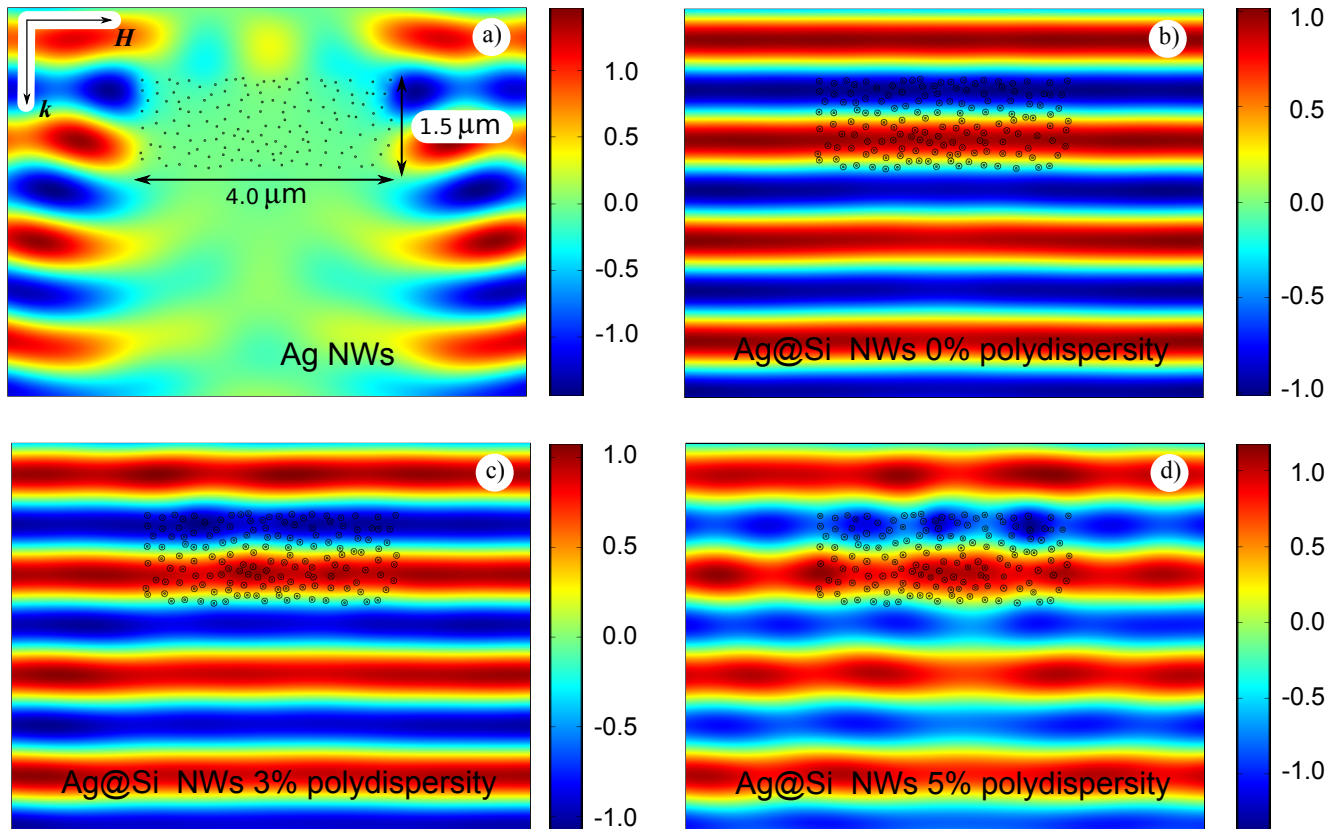 a)
H
k
1.5 μm
4.0 μm
Ag NWs
1.0
0.5
0.0
-0.5
-1.0
b)
Ag@Si NWs 0% polydispersity
1.0
0.5
0.0
-0.5
-1.0
c)
Ag@Si NWs 3% polydispersity
1.0
0.5
0.0
-0.5
-1.0
d)
Ag@Si NWs 5% polydispersity
1.0
0.5
0.0
-0.5
-1.0